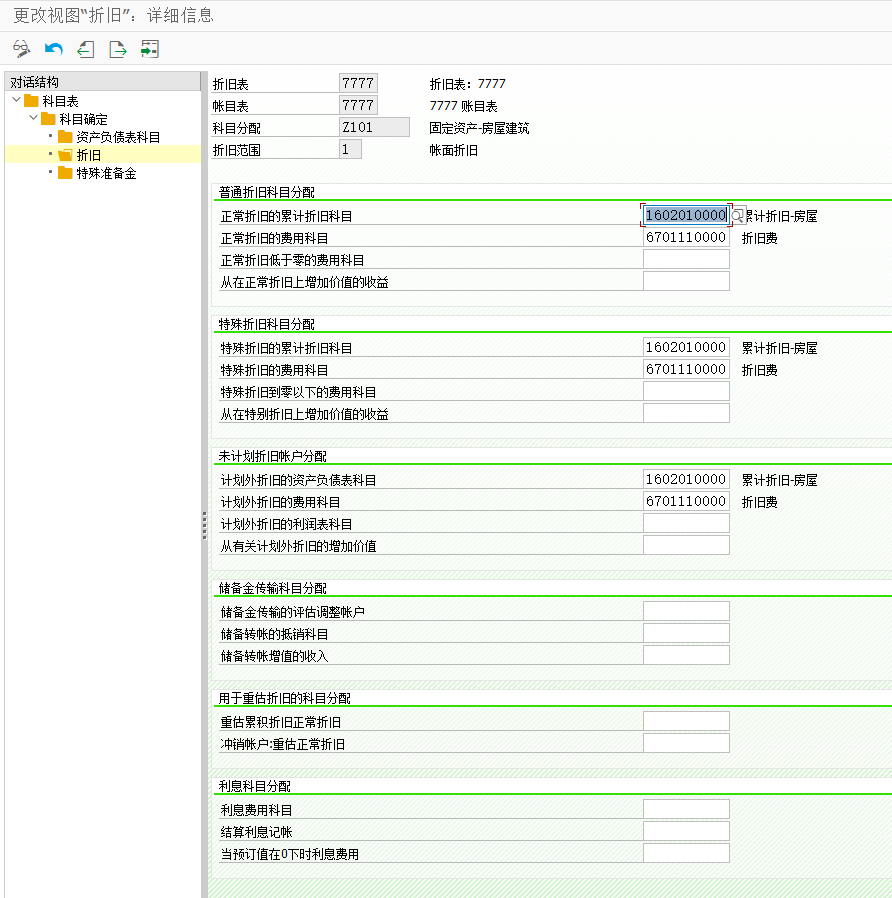 更改视图“折旧”：详细信息
对话结构
科目表
科目确定
资产负债表科目
折旧
特殊准备金
折旧表 7777 折旧表：7777
帐目表 7777 7777 账目表
科目分配 Z101 固定资产-房屋建筑
折旧范围 1 帐面折旧
普通折旧科目分配
正常折旧的累计折旧科目 1602010000 累计折旧-房屋
正常折旧的费用科目 6701110000 折旧费
正常折旧低于零的费用科目
从在正常折旧上增加价值的收益
特殊折旧科目分配
特殊折旧的累计折旧科目 1602010000 累计折旧-房屋
特殊折旧的费用科目 6701110000 折旧费
特殊折旧到零以下的费用科目
从在特别折旧上增加价值的收益
未计划折旧帐户分配
计划外折旧的资产负债表科目 1602010000 累计折旧-房屋
计划外折旧的费用科目 6701110000 折旧费
计划外折旧的利润表科目
从有关计划外折旧的增加价值
储备金传输科目分配
储备金传输的评估调整帐户
储备转帐的抵销科目
储备转帐增值的收入
用于重估折旧的科目分配
重估累积折旧正常折旧
冲销帐户:重估正常折旧
利息科目分配
利息费用科目
结算利息记帐
当预订值在0下时利息费用